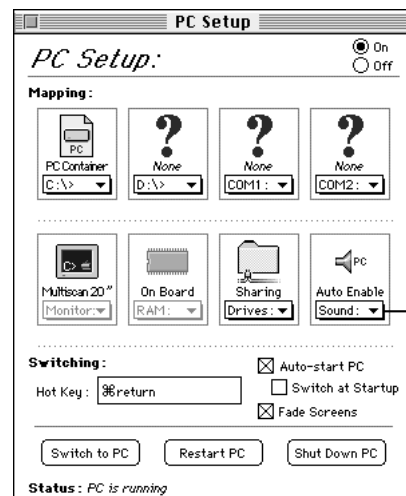 PC Setup
PC Setup:
On
Off
Mapping:
PC
PC Container
None
None
None
C:\>
D:\>
COM1:
COM2:
C>
PC
Multiscan 20"
On Board
Sharing
Auto Enable
Monitor:
RAM:
Drives:
Sound:
Switching:
Auto-start PC
Hot Key:
⌘return
Switch at Startup
Fade Screens
Switch to PC
Restart PC
Shut Down PC
Status: PC is running